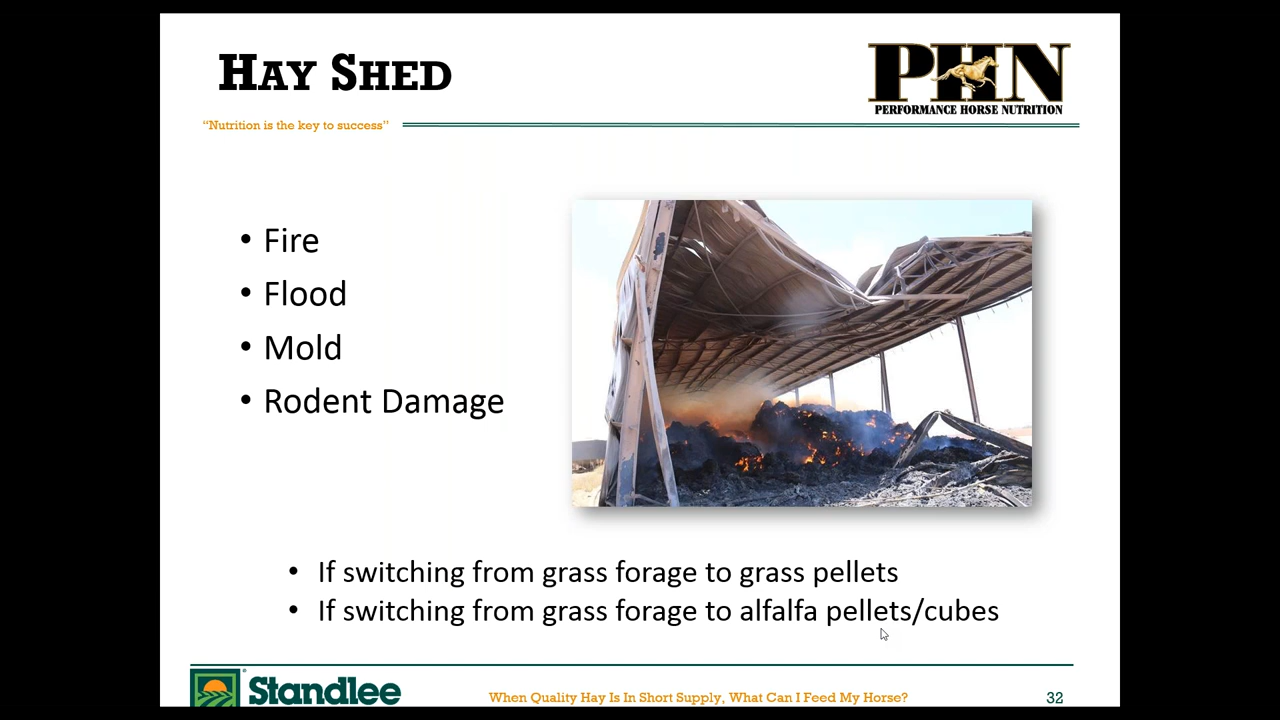 HAY SHED
PHN
PERFORMANCE HORSE NUTRITION
“Nutrition is the key to success”
• Fire
• Flood
• Mold
• Rodent Damage
• If switching from grass forage to grass pellets
• If switching from grass forage to alfalfa pellets/cubes
Standlee®
When Quality Hay Is In Short Supply, What Can I Feed My Horse?
32